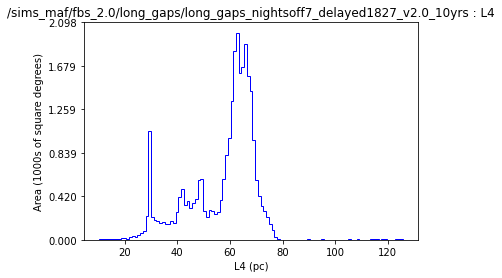 /sims_maf/fbs_2.0/long_gaps/long_gaps_nightsoff7_delayed1827_v2.0_10yrs : L4
2.098
1.679
1.259
0.839
0.420
0.000
Area (1000s of square degrees)
20 40 60 80 100 120
L4 (pc)